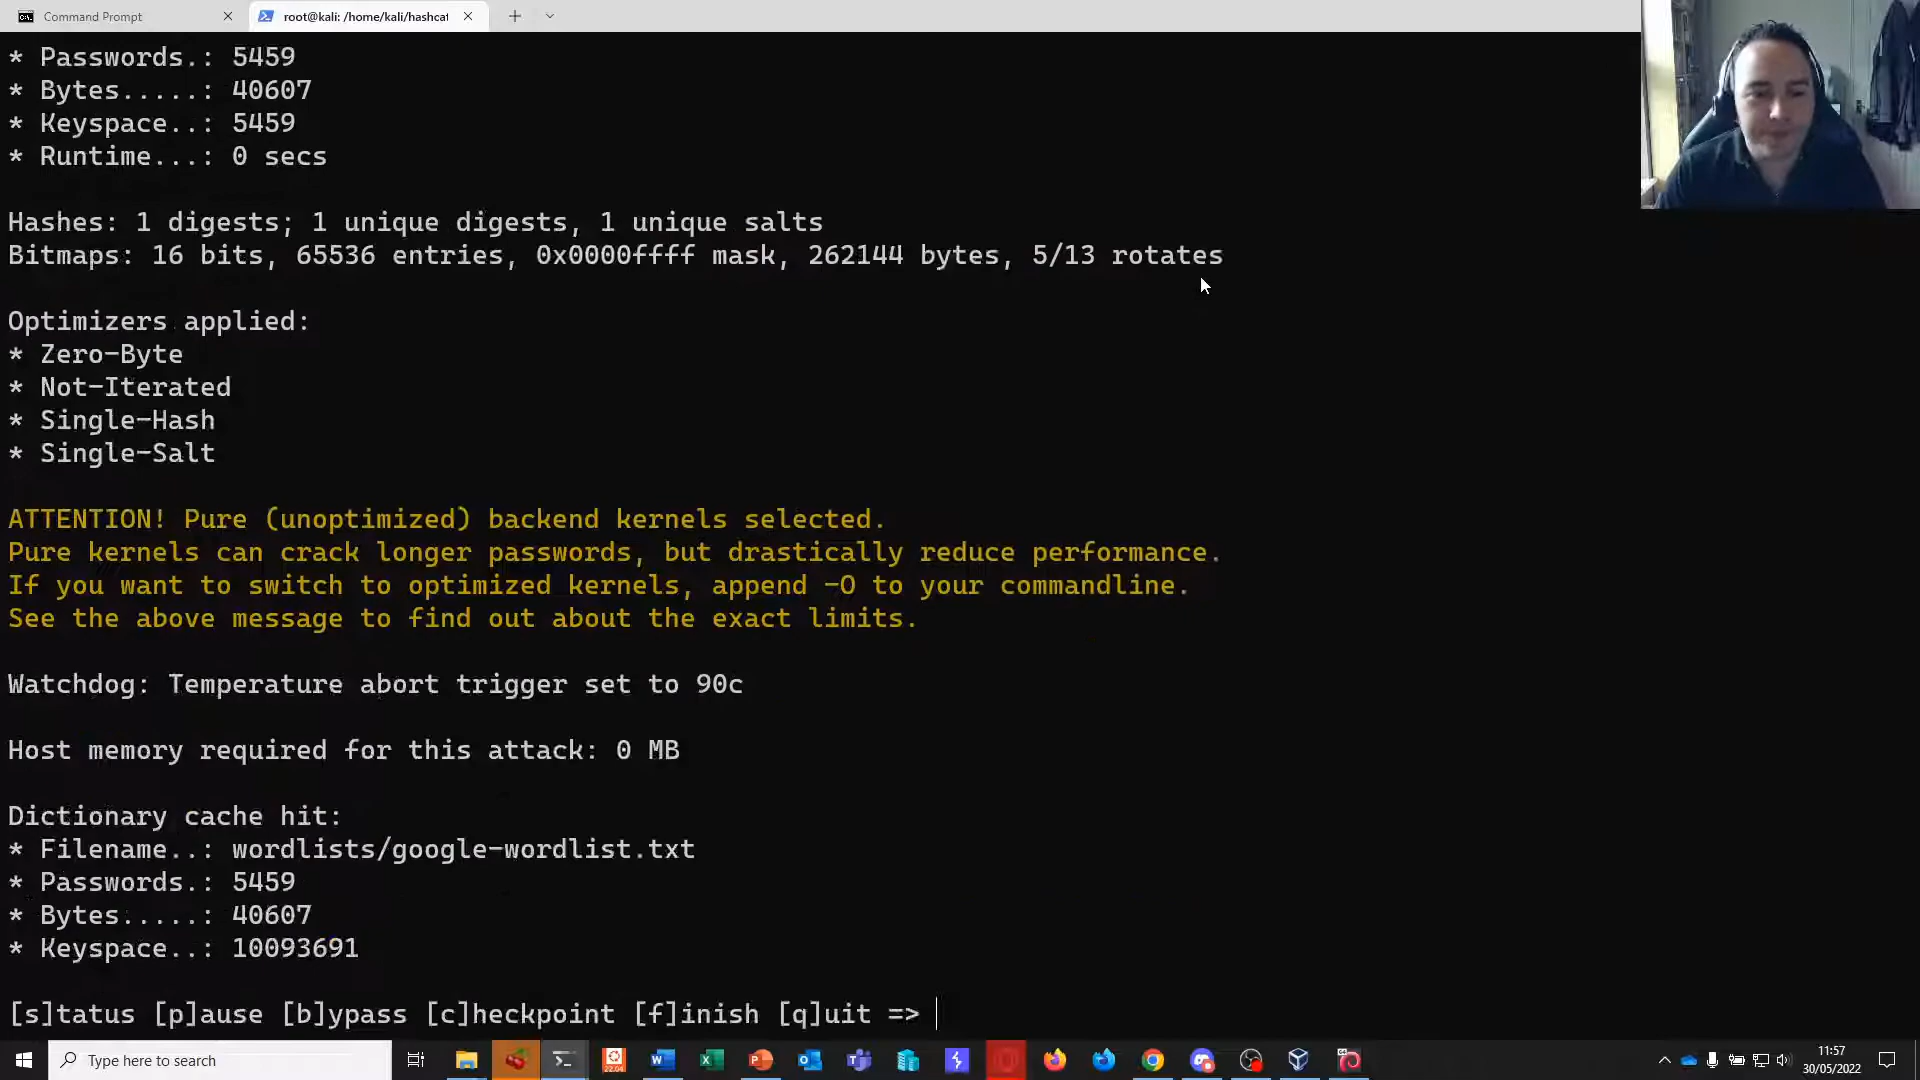 Command Prompt
root@kali: /home/kali/hashcat
* Passwords.: 5459
* Bytes.....: 40607
* Keyspace..: 5459
* Runtime...: 0 secs
Hashes: 1 digests; 1 unique digests, 1 unique salts
Bitmaps: 16 bits, 65536 entries, 0x0000ffff mask, 262144 bytes, 5/13 rotates
Optimizers applied:
* Zero-Byte
* Not-Iterated
* Single-Hash
* Single-Salt
ATTENTION! Pure (unoptimized) backend kernels selected.
Pure kernels can crack longer passwords, but drastically reduce performance.
If you want to switch to optimized kernels, append -O to your commandline.
See the above message to find out about the exact limits.
Watchdog: Temperature abort trigger set to 90c
Host memory required for this attack: 0 MB
Dictionary cache hit:
* Filename..: wordlists/google-wordlist.txt
* Passwords.: 5459
* Bytes.....: 40607
* Keyspace..: 10093691
[s]tatus [p]ause [b]ypass [c]heckpoint [f]inish [q]uit =>
Type here to search
22.04
11:57
30/05/2022